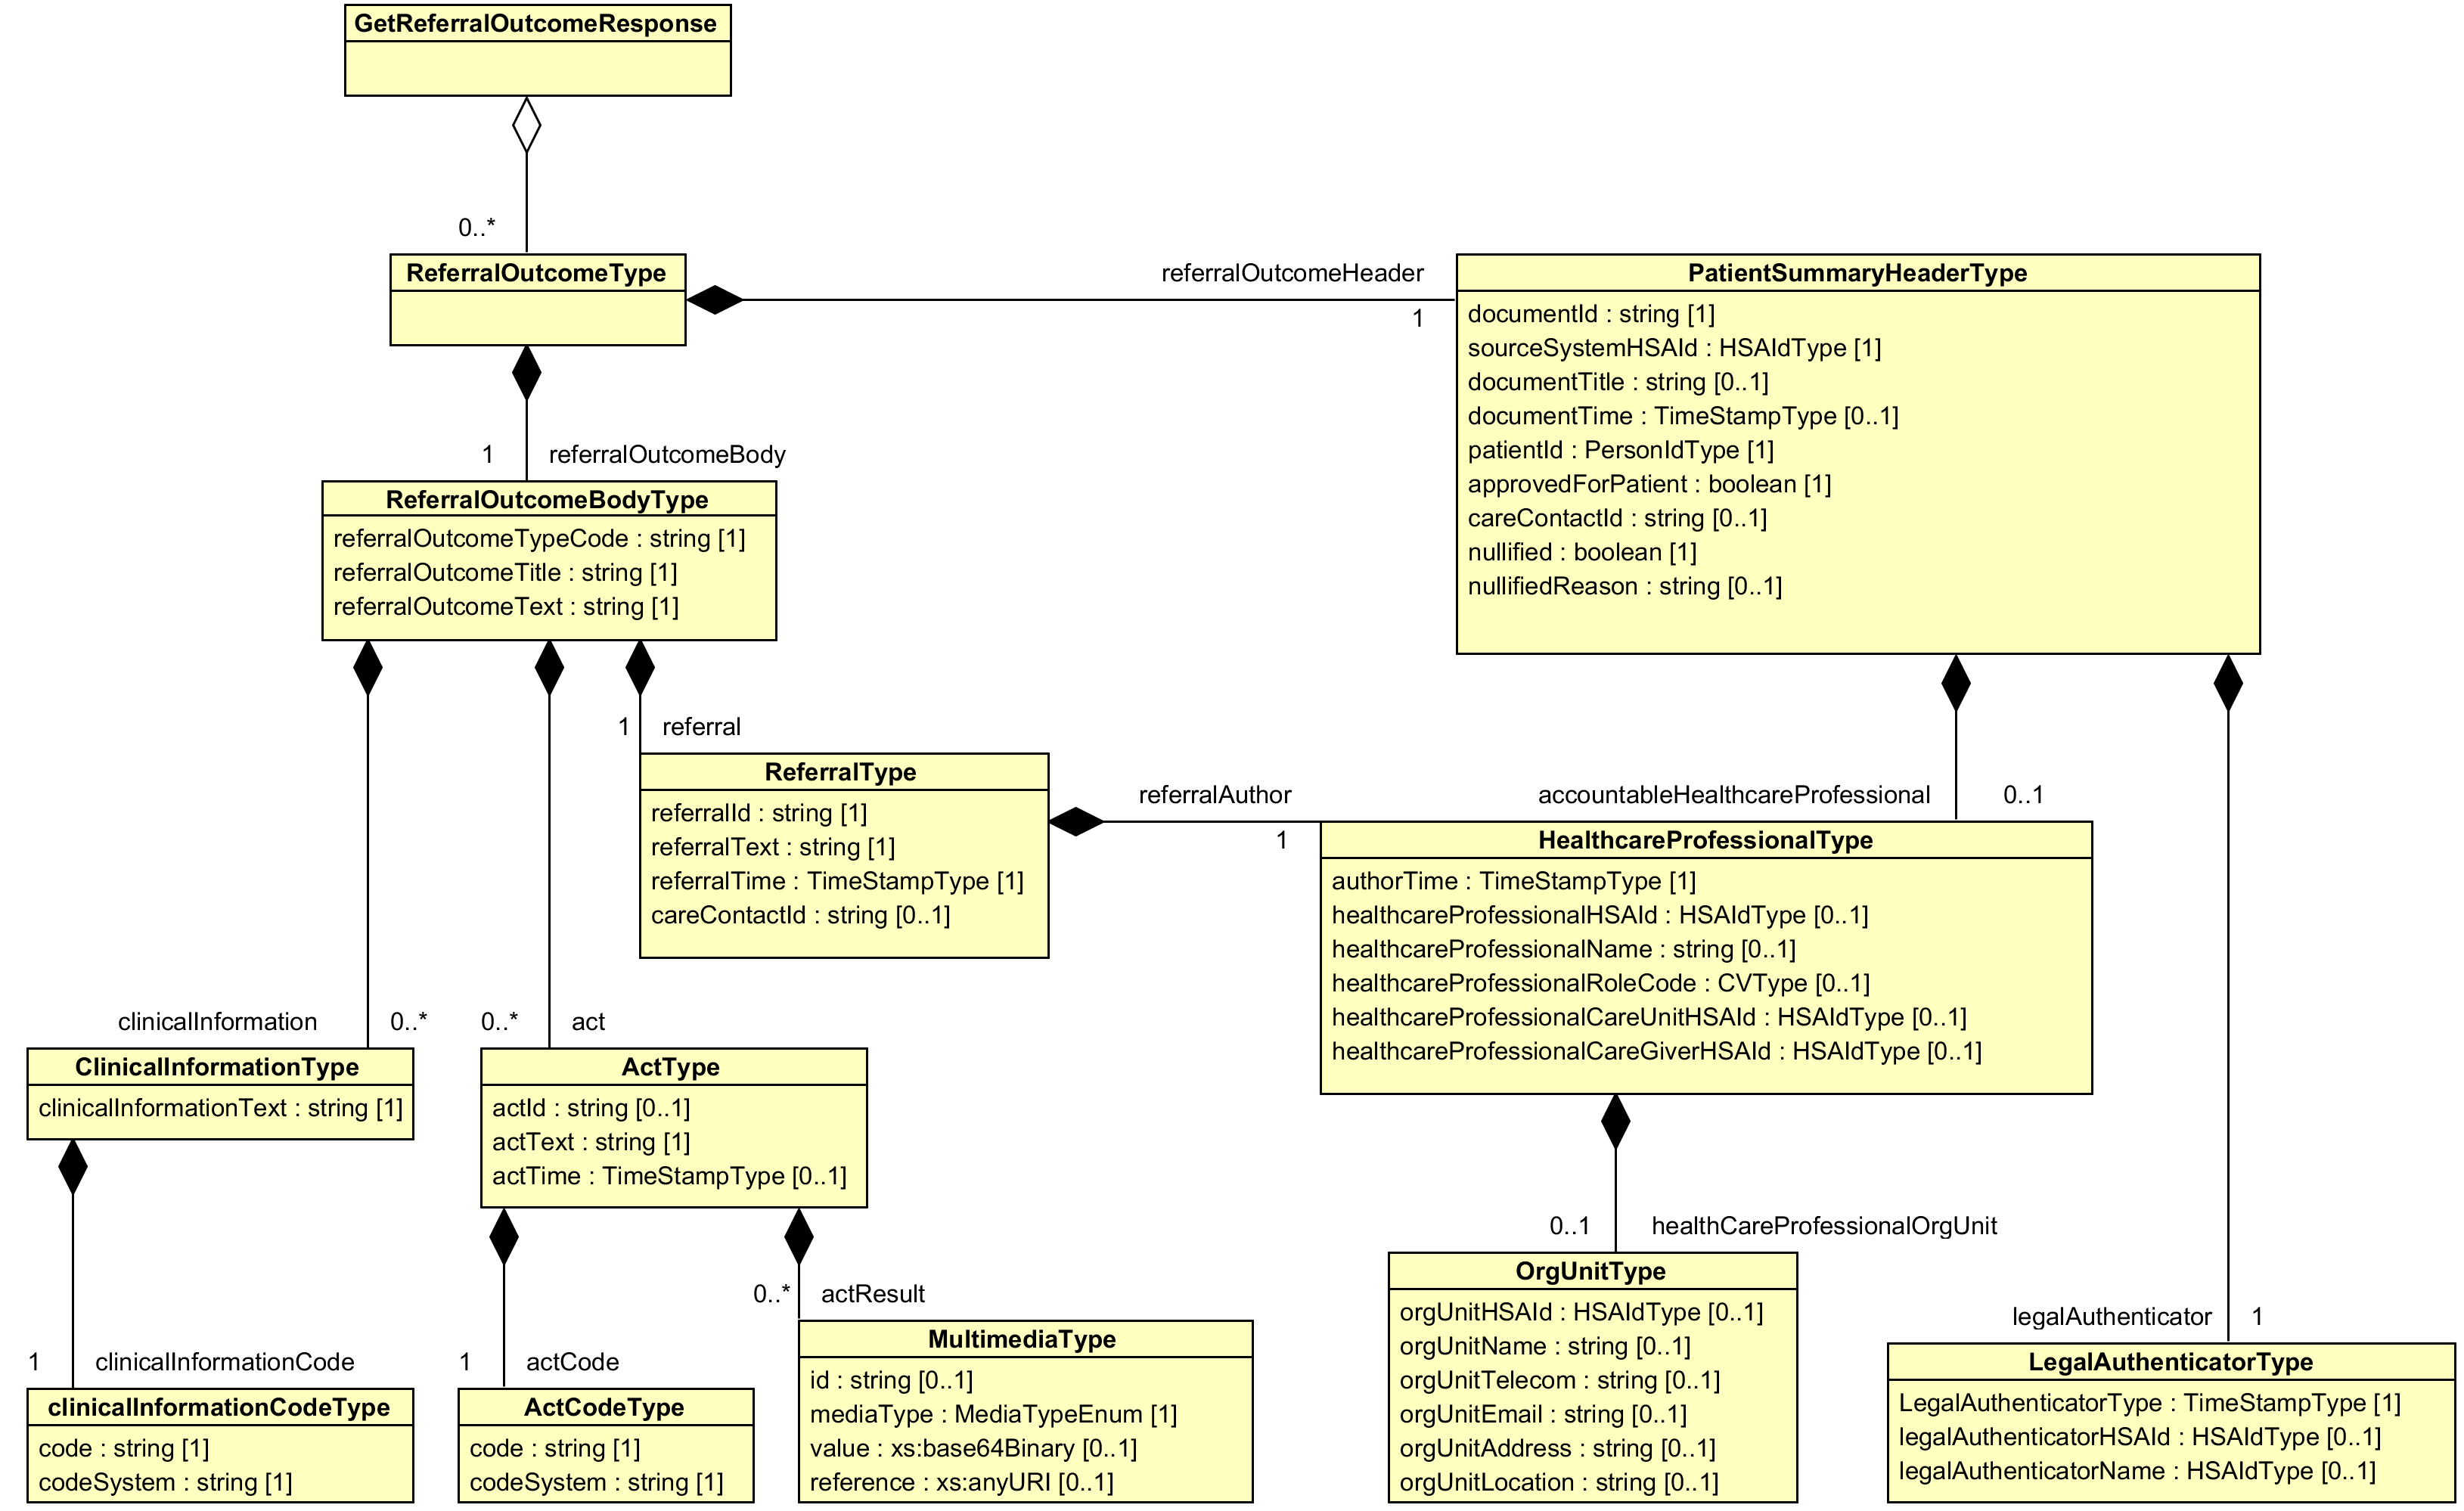 GetReferralOutcomeResponse
0..*
ReferralOutcomeType
referralOutcomeHeader
1
PatientSummaryHeaderType
documentId : string [1]
sourceSystemHSAId : HSAIdType [1]
documentTitle : string [0..1]
documentTime : TimeStampType [0..1]
patientId : PersonIdType [1]
approvedForPatient : boolean [1]
careContactId : string [0..1]
nullified : boolean [1]
nullifiedReason : string [0..1]
1 referralOutcomeBody
ReferralOutcomeBodyType
referralOutcomeTypeCode : string [1]
referralOutcomeTitle : string [1]
referralOutcomeText : string [1]
1 referral
ReferralType
referralId : string [1]
referralText : string [1]
referralTime : TimeStampType [1]
careContactId : string [0..1]
referralAuthor
1
accountableHealthcareProfessional 0..1
HealthcareProfessionalType
authorTime : TimeStampType [1]
healthcareProfessionalHSAId : HSAIdType [0..1]
healthcareProfessionalName : string [0..1]
healthcareProfessionalRoleCode : CVType [0..1]
healthcareProfessionalCareUnitHSAId : HSAIdType [0..1]
healthcareProfessionalCareGiverHSAId : HSAIdType [0..1]
clinicalInformation 0..*
ClinicalInformationType
clinicalInformationText : string [1]
0..* act
ActType
actId : string [0..1]
actText : string [1]
actTime : TimeStampType [0..1]
1 clinicalInformationCode
clinicalInformationCodeType
code : string [1]
codeSystem : string [1]
1 actCode
ActCodeType
code : string [1]
codeSystem : string [1]
0..* actResult
MultimediaType
id : string [0..1]
mediaType : MediaTypeEnum [1]
value : xs:base64Binary [0..1]
reference : xs:anyURI [0..1]
0..1 healthCareProfessionalOrgUnit
OrgUnitType
orgUnitHSAId : HSAIdType [0..1]
orgUnitName : string [0..1]
orgUnitTelecom : string [0..1]
orgUnitEmail : string [0..1]
orgUnitAddress : string [0..1]
orgUnitLocation : string [0..1]
legalAuthenticator 1
LegalAuthenticatorType
LegalAuthenticatorType : TimeStampType [1]
legalAuthenticatorHSAId : HSAIdType [0..1]
legalAuthenticatorName : HSAIdType [0..1]